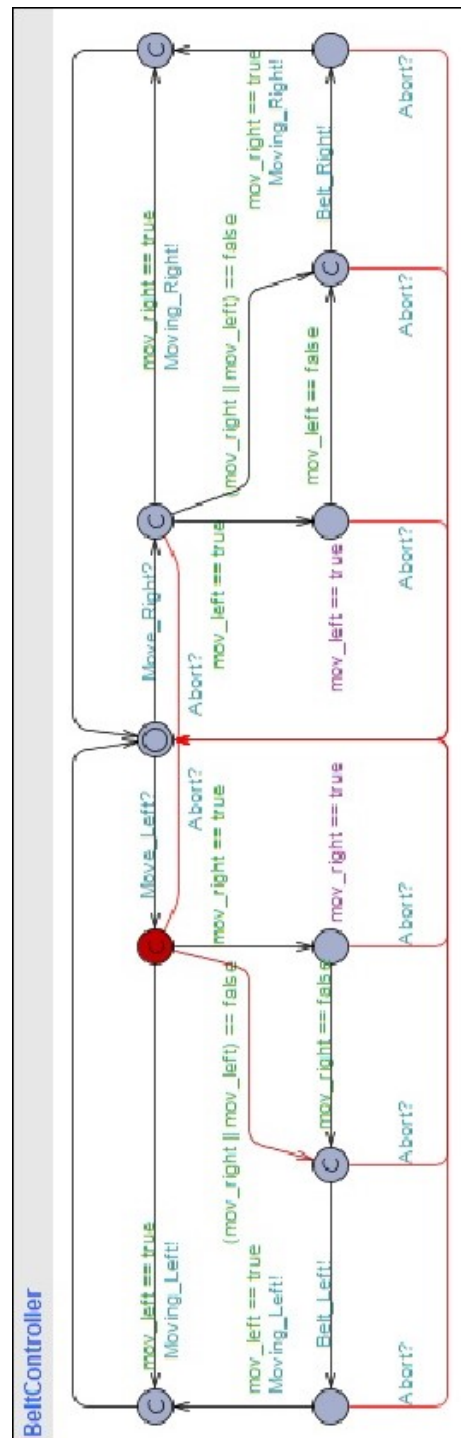 BeltController
mov_left == true
Moving_Left!
Move_Left?
Move_Right?
mov_right == true
Moving_Right!
C
C
C
C
C
Abort?
Abort?
mov_right == true
mov_left == true
(mov_right || mov_left) == false
(mov_right || mov_left) == false
mov_left == true
Moving_Left!
mov_right == true
Moving_Right!
Belt_Left!
C
mov_right == false
mov_left == false
C
Belt_Right!
mov_right == true
mov_left == true
Abort?
Abort?
Abort?
Abort?
Abort?
Abort?